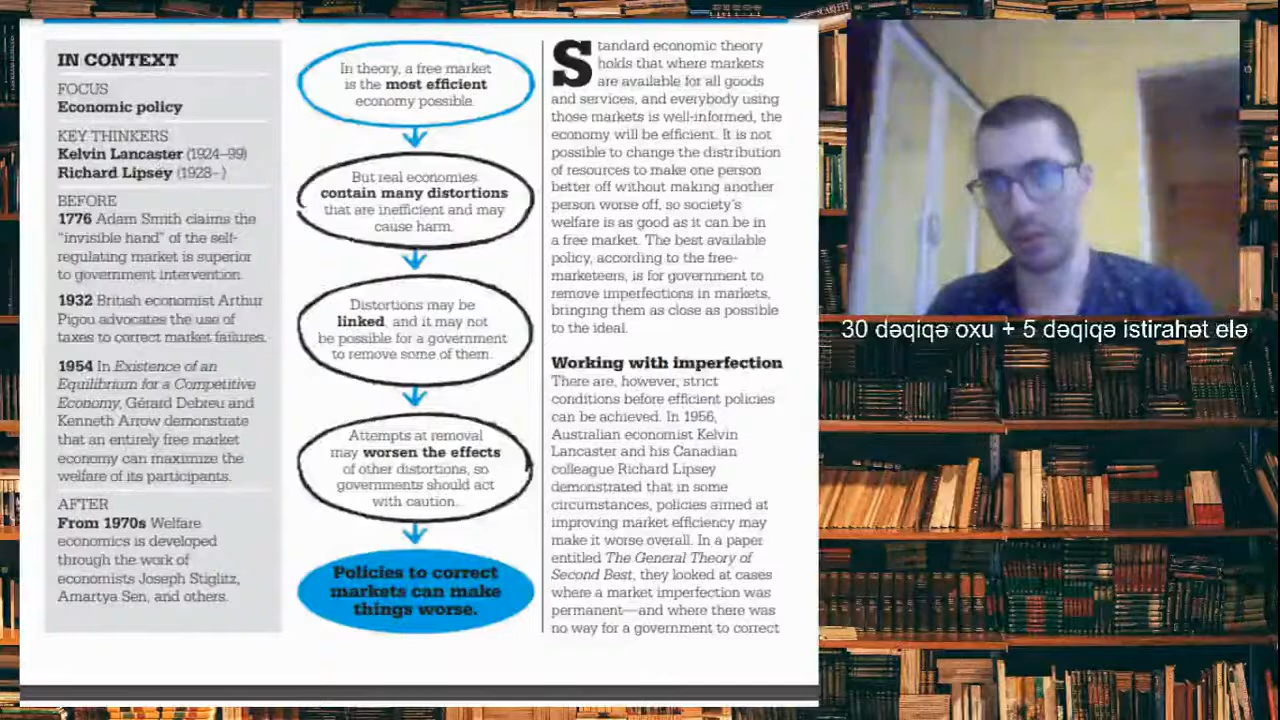 IN CONTEXT
FOCUS
Economic policy
KEY THINKERS
Kelvin Lancaster (1924–99)
Richard Lipsey (1928– )
BEFORE
1776 Adam Smith claims the
“invisible hand” of the self-
regulating market is superior
to government intervention.
1932 British economist Arthur
Pigou advocates the use of
taxes to correct market failures.
1954 In Existence of an
Equilibrium for a Competitive
Economy, Gérard Debreu and
Kenneth Arrow demonstrate
that an entirely free market
economy can maximize the
welfare of its participants.
AFTER
From 1970s Welfare
economics is developed
through the work of
economists Joseph Stiglitz,
Amartya Sen, and others.
In theory, a free market
is the most efficient
economy possible.
But real economies
contain many distortions
that are inefficient and may
cause harm.
Distortions may be
linked, and it may not
be possible for a government
to remove some of them.
Attempts at removal
may worsen the effects
of other distortions, so
governments should act
with caution.
Policies to correct
markets can make
things worse.
Standard economic theory
holds that where markets
are available for all goods
and services, and everybody using
those markets is well-informed, the
economy will be efficient. It is not
possible to change the distribution
of resources to make one person
better off without making another
person worse off, so society’s
welfare is as good as it can be in
a free market. The best available
policy, according to the free-
marketeers, is for government to
remove imperfections in markets,
bringing them as close as possible
to the ideal.
Working with imperfection
There are, however, strict
conditions before efficient policies
can be achieved. In 1956,
Australian economist Kelvin
Lancaster and his Canadian
colleague Richard Lipsey
demonstrated that in some
circumstances, policies aimed at
improving market efficiency may
make it worse overall. In a paper
entitled The General Theory of
Second Best, they looked at cases
where a market imperfection was
permanent—and where there was
no way for a government to correct
30 dəqiqə oxu + 5 dəqiqə istirahət elə